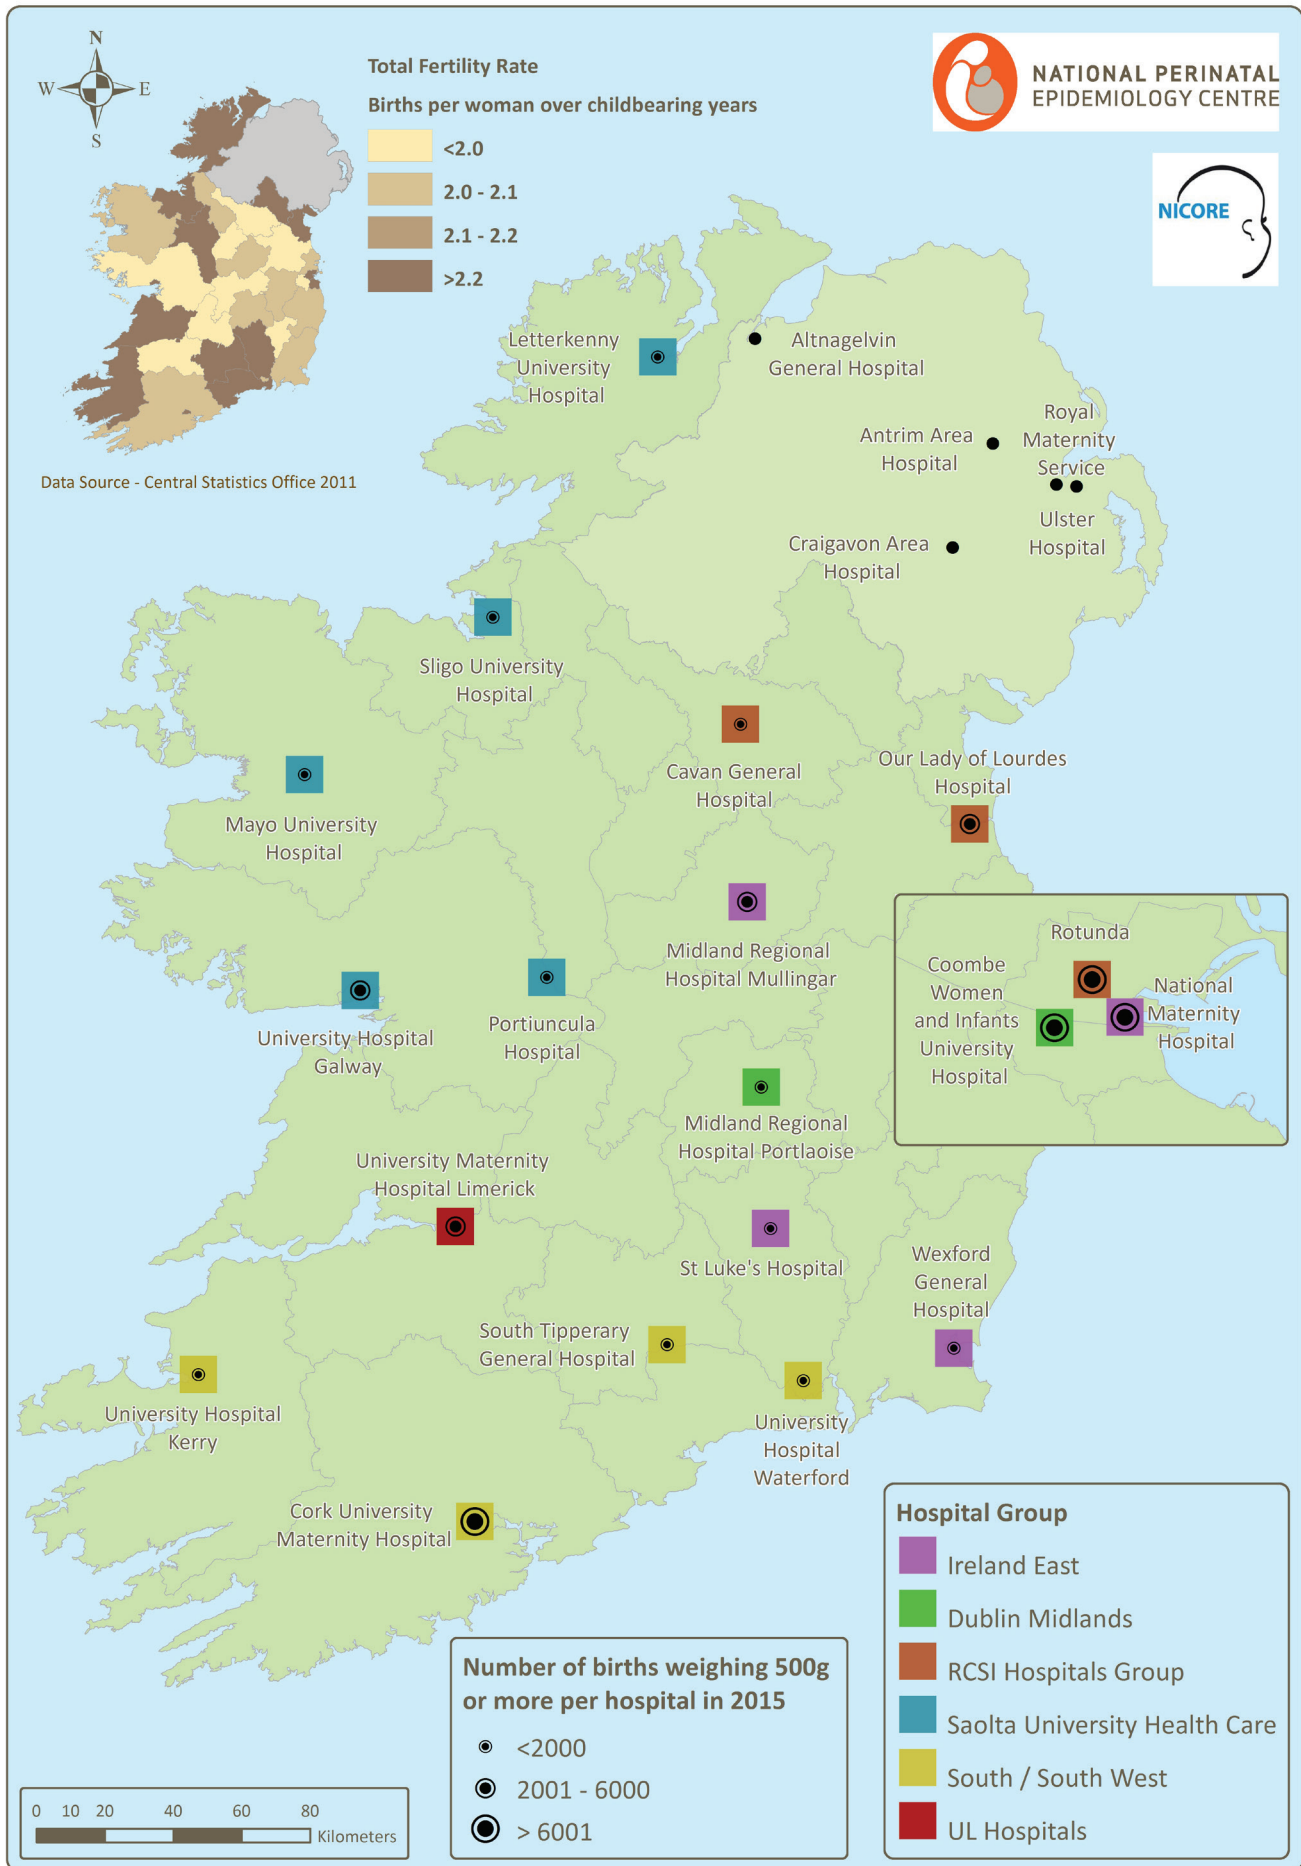 N
W
E
S
Total Fertility Rate
Births per woman over childbearing years
<2.0
2.0 - 2.1
2.1 - 2.2
>2.2
Data Source - Central Statistics Office 2011
NATIONAL PERINATAL
EPIDEMIOLOGY CENTRE
NICORE
Letterkenny
University
Hospital
Altnagelvin
General Hospital
Antrim Area
Hospital
Royal
Maternity
Service
Ulster
Hospital
Craigavon Area
Hospital
Sligo University
Hospital
Cavan General
Hospital
Our Lady of Lourdes
Hospital
Mayo University
Hospital
Midland Regional
Hospital Mullingar
Rotunda
Coombe
Women
and Infants
University
Hospital
National
Maternity
Hospital
University Hospital
Galway
Portiuncula
Hospital
Midland Regional
Hospital Portlaoise
University Maternity
Hospital Limerick
St Luke's Hospital
Wexford
General
Hospital
South Tipperary
General Hospital
University Hospital
Kerry
University
Hospital
Waterford
Cork University
Maternity Hospital
Hospital Group
Ireland East
Dublin Midlands
RCSI Hospitals Group
Saolta University Health Care
South / South West
UL Hospitals
Number of births weighing 500g
or more per hospital in 2015
<2000
2001 - 6000
> 6001
0 10 20 40 60 80
Kilometers